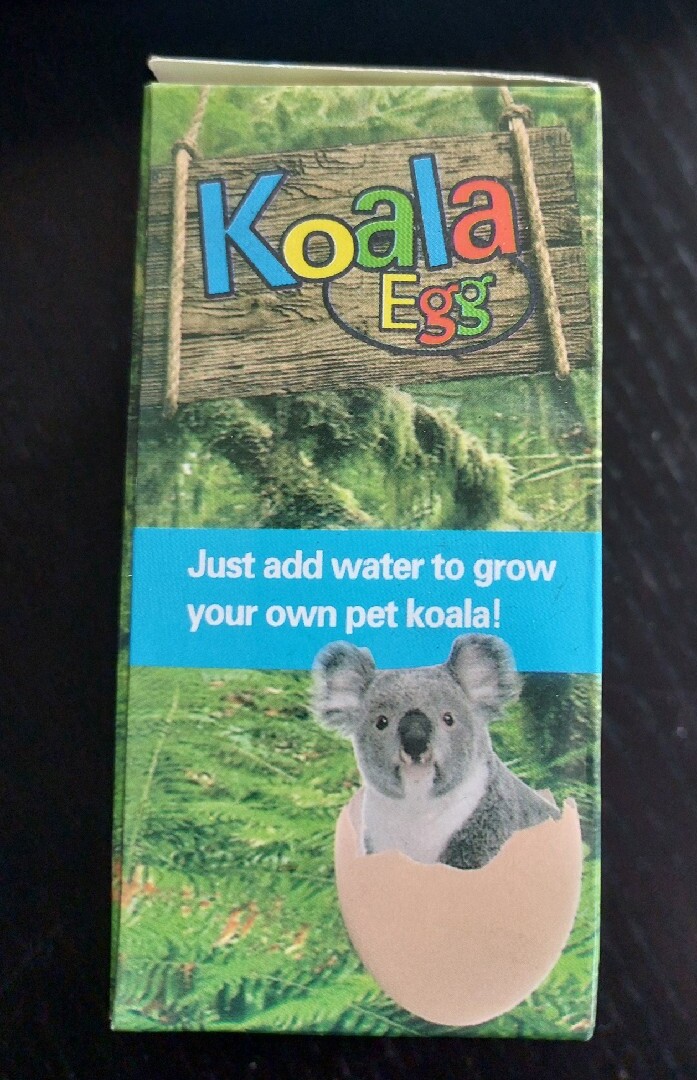 Koala
Egg
Just add water to grow
your own pet koala!